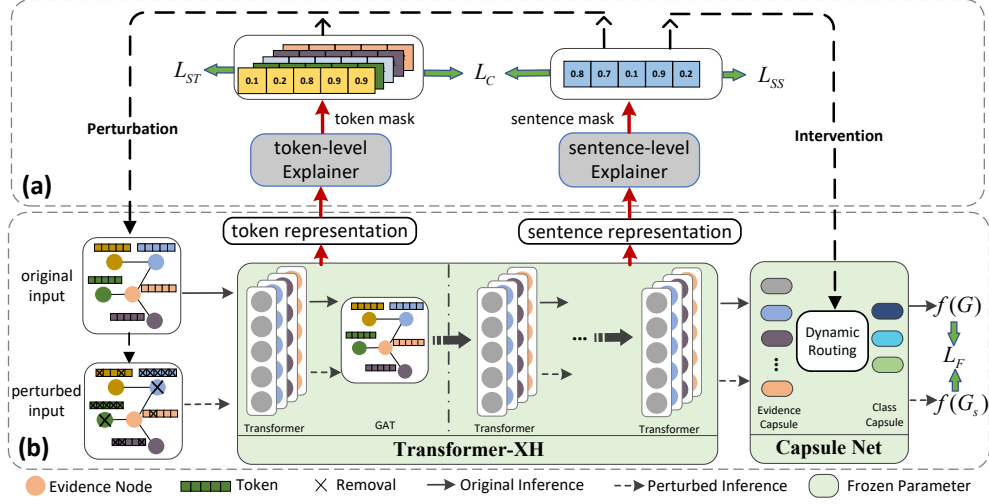 L_ST
0.1 0.2 0.8 0.9 0.9
L_C
0.8 0.7 0.1 0.9 0.2
L_SS
Perturbation
token mask
sentence mask
Intervention
token-level
Explainer
sentence-level
Explainer
(a)
token representation
sentence representation
original
input
perturbed
input
Transformer
GAT
Transformer
...
Transformer
Transformer-XH
Dynamic
Routing
Evidence
Capsule
Class
Capsule
Capsule Net
f(G)
L_F
f(G_s)
(b)
Evidence Node
Token
Removal
Original Inference
Perturbed Inference
Frozen Parameter